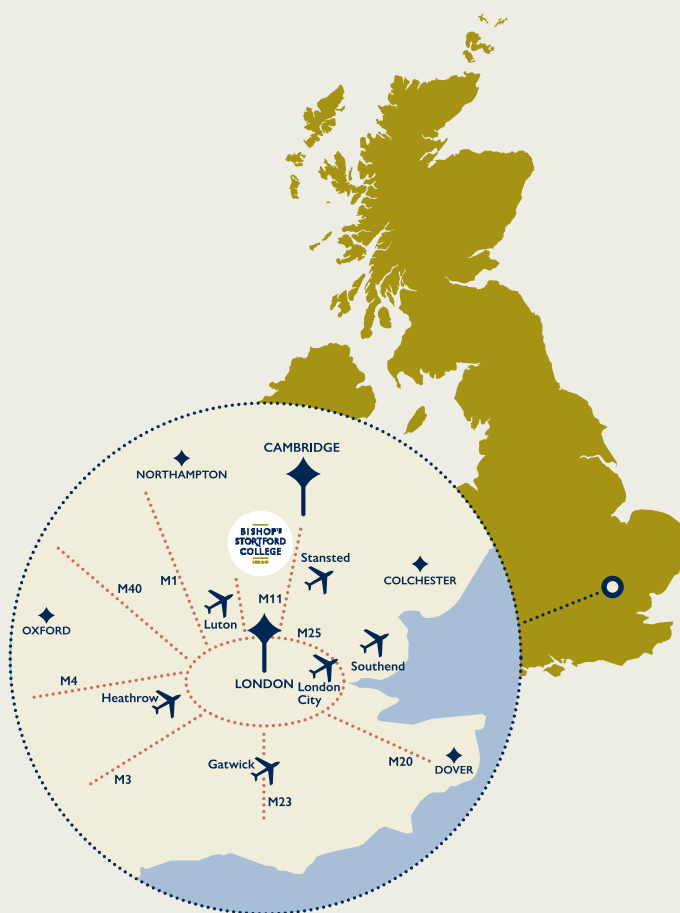 CAMBRIDGE
NORTHAMPTON
BISHOP'S
STORTFORD
COLLEGE
Stansted
COLCHESTER
M40
M1
M11
Luton
OXFORD
M25
Southend
M4
LONDON
London
City
Heathrow
Gatwick
M20
DOVER
M3
M23